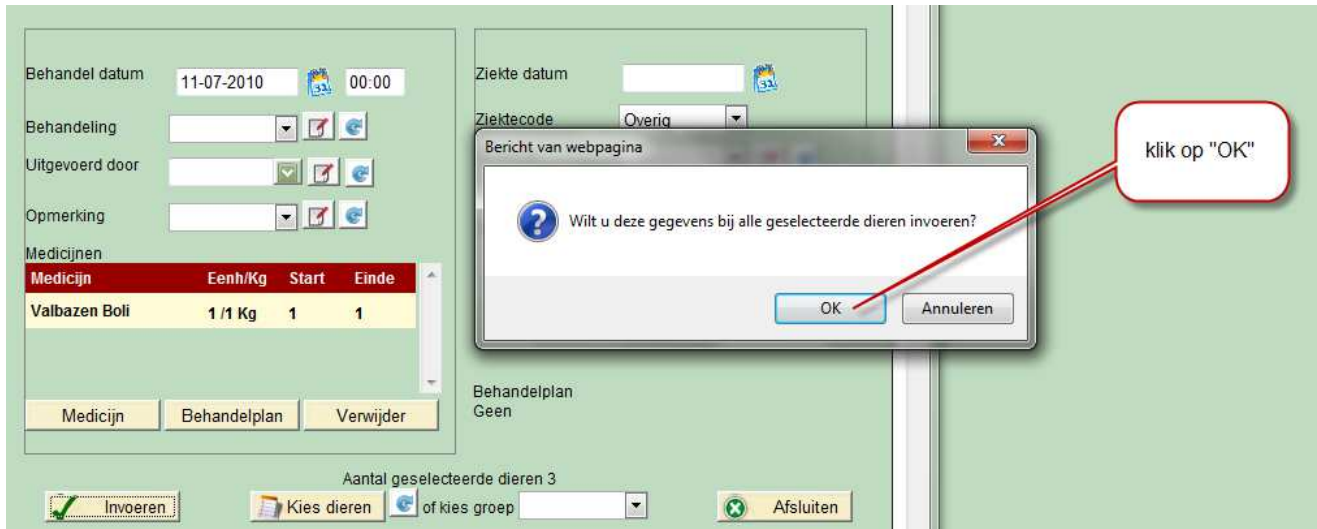 Behandel datum 11-07-2010 31 00:00
Behandeling
Uitgevoerd door
Opmerking
Medicijnen
Medicijn Eenh/Kg Start Einde
Valbazen Boli 1 /1 Kg 1 1
Medicijn Behandelplan Verwijder
Ziekte datum 31
Ziektecode Overig
Bericht van webpagina
Wilt u deze gegevens bij alle geselecteerde dieren invoeren?
OK Annuleren
klik op "OK"
Behandelplan
Geen
Aantal geselecteerde dieren 3
Invoeren Kies dieren of kies groep Afsluiten